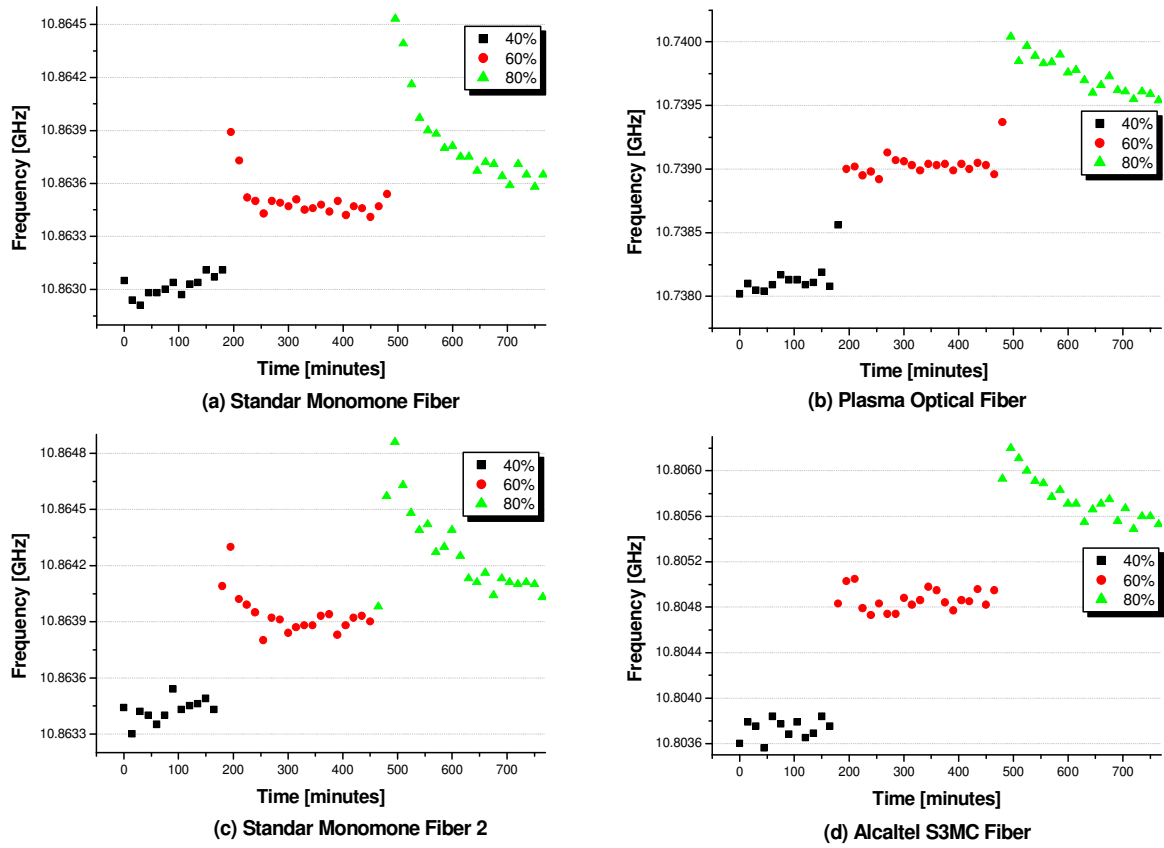 10.8645
10.8642
10.8639
10.8636
10.8633
10.8630
Frequency [GHz]
40%
60%
80%
0 100 200 300 400 500 600 700
Time [minutes]
(a) Standar Monomone Fiber
10.7400
10.7395
10.7390
10.7385
10.7380
Frequency [GHz]
40%
60%
80%
0 100 200 300 400 500 600 700
Time [minutes]
(b) Plasma Optical Fiber
10.8648
10.8645
10.8642
10.8639
10.8636
10.8633
Frequency [GHz]
40%
60%
80%
0 100 200 300 400 500 600 700
Time [minutes]
(c) Standar Monomone Fiber 2
10.8060
10.8056
10.8052
10.8048
10.8044
10.8040
10.8036
Frequency [GHz]
40%
60%
80%
0 100 200 300 400 500 600 700
Time [minutes]
(d) Alcaltel S3MC Fiber